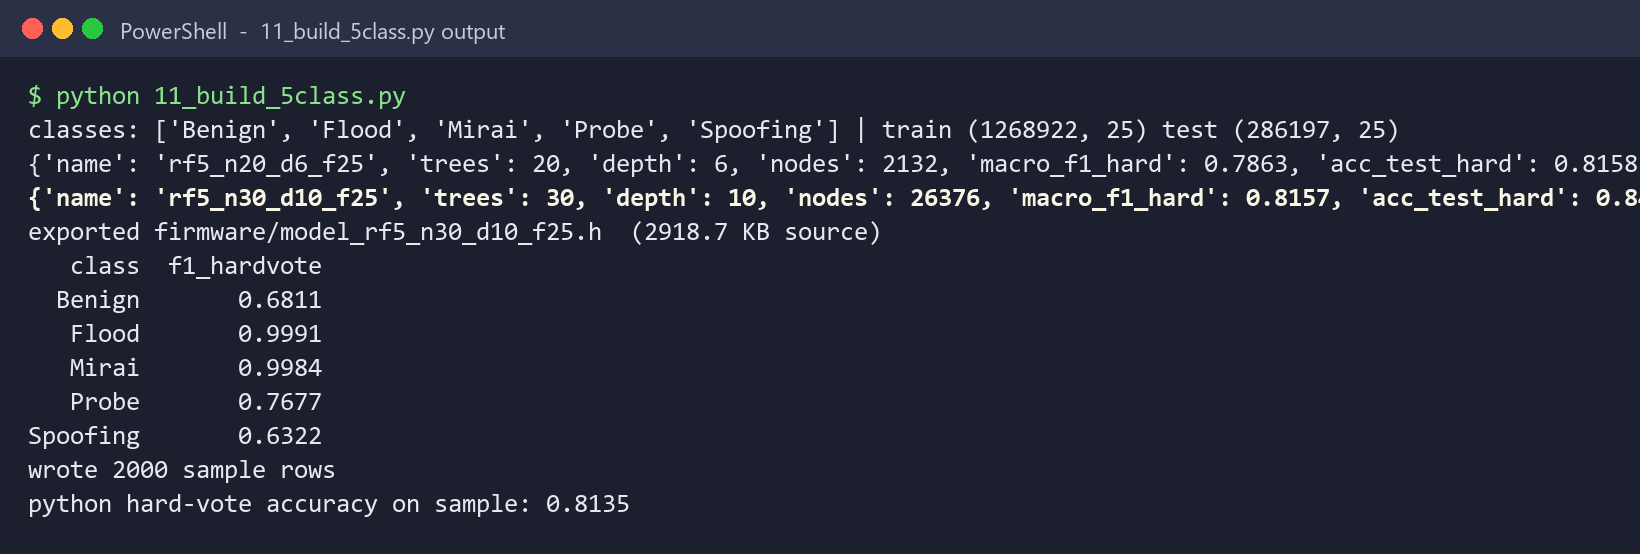 PowerShell - 11_build_5class.py output
$ python 11_build_5class.py
classes: ['Benign', 'Flood', 'Mirai', 'Probe', 'Spoofing'] | train (1268922, 25) test (286197, 25)
{'name': 'rf5_n20_d6_f25', 'trees': 20, 'depth': 6, 'nodes': 2132, 'macro_f1_hard': 0.7863, 'acc_test_hard': 0.8158
{'name': 'rf5_n30_d10_f25', 'trees': 30, 'depth': 10, 'nodes': 26376, 'macro_f1_hard': 0.8157, 'acc_test_hard': 0.8
exported firmware/model_rf5_n30_d10_f25.h  (2918.7 KB source)
   class  f1_hardvote
  Benign       0.6811
   Flood       0.9991
   Mirai       0.9984
   Probe       0.7677
Spoofing       0.6322
wrote 2000 sample rows
python hard-vote accuracy on sample: 0.8135